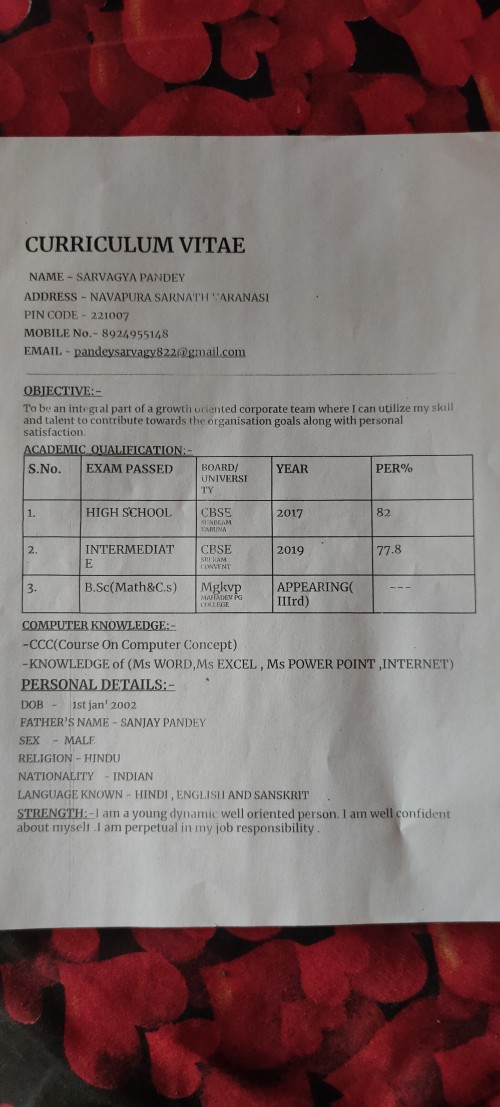 CURRICULUM VITAE
NAME - SARVAGYA PANDEY
ADDRESS - NAVAPURA SARNATH VARANASI
PIN CODE - 221007
MOBILE No.- 8924955148
EMAIL - pandeysarvagy822@gmail.com
OBJECTIVE:-
To be an integral part of a growth oriented corporate team where I can utilize my skill
and talent to contribute towards the organisation goals along with personal
satisfaction.
ACADEMIC QUALIFICATION:-
S.No. EXAM PASSED BOARD/ YEAR PER%
UNIVERSI
TY
1. HIGH SCHOOL CBSE 2017 82
SUNBEAM
VARUNA
2. INTERMEDIAT CBSE 2019 77.8
E
CONVENT
3. B.Sc(Math&C.s) Mgkvp APPEARING( ---
MAHADEV PG IIIrd)
COLLEGE
COMPUTER KNOWLEDGE:-
-CCC(Course On Computer Concept)
-KNOWLEDGE of (Ms WORD,Ms EXCEL , Ms POWER POINT ,INTERNET)
PERSONAL DETAILS:-
DOB - 1st jan' 2002
FATHER'S NAME - SANJAY PANDEY
SEX - MALE
RELIGION - HINDU
NATIONALITY - INDIAN
LANGUAGE KNOWN - HINDI , ENGLISH AND SANSKRIT
STRENGTH:-I am a young dynamic well oriented person. I am well confident
about myself .I am perpetual in my job responsibility .